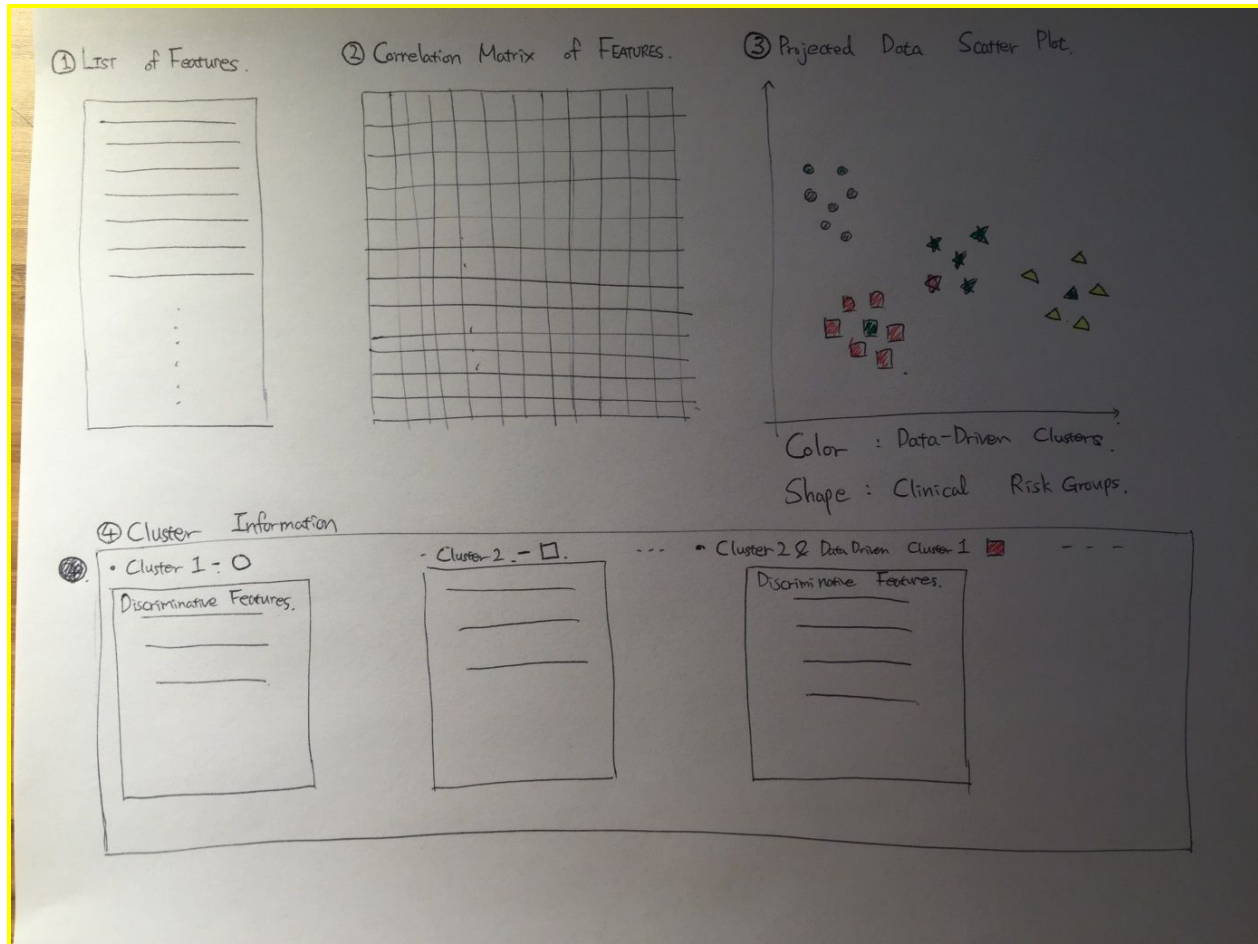 ① LIST of Features.
② Correlation Matrix of FEATURES.
③ Projected Data Scatter Plot.
Color : Data-Driven Clusters.
Shape : Clinical Risk Groups.
④ Cluster Information
• Cluster 1 - ○
Discriminative Features.
- Cluster 2. - □.
---
• Cluster 2 & Data Driven Cluster 1
---
Discriminative Features.